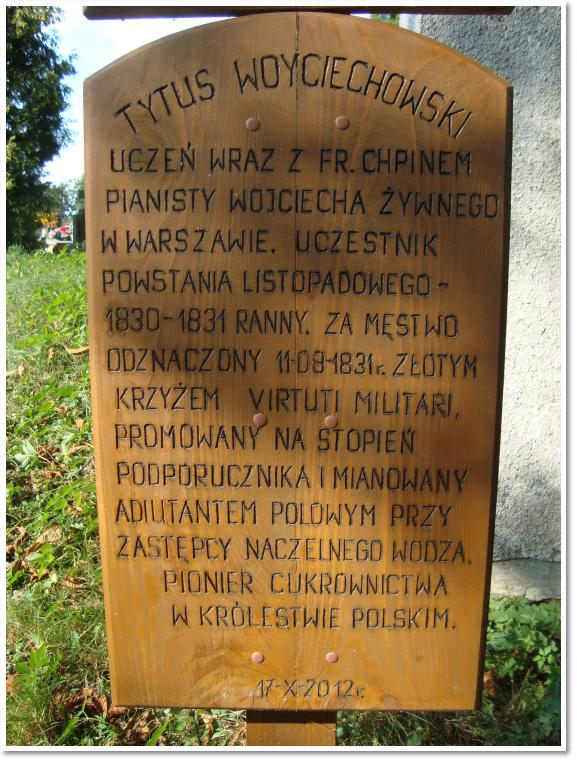 TYTUS WOYCIECHOWSKI
UCZEŃ WRAZ Z FR. CHPINEM
PIANISTY WOJCIECHA ŻYWNEGO
W WARSZAWIE. UCZESTNIK
POWSTANIA LISTOPADOWEGO -
1830-1831 RANNY. ZA MĘSTWO
ODZNACZONY 11-08-1831r. ZŁOTYM
KRZYŻEM VIRTUTI MILITARI,
PROMOWANY NA STOPIEŃ
PODPORUCZNIKA I MIANOWANY
ADIUTANTEM POLOWYM PRZY
ZASTĘPCY NACZELNEGO WODZA.
PIONIER CUKROWNICTWA
W KRÓLESTWIE POLSKIM.
17-X-2012r.